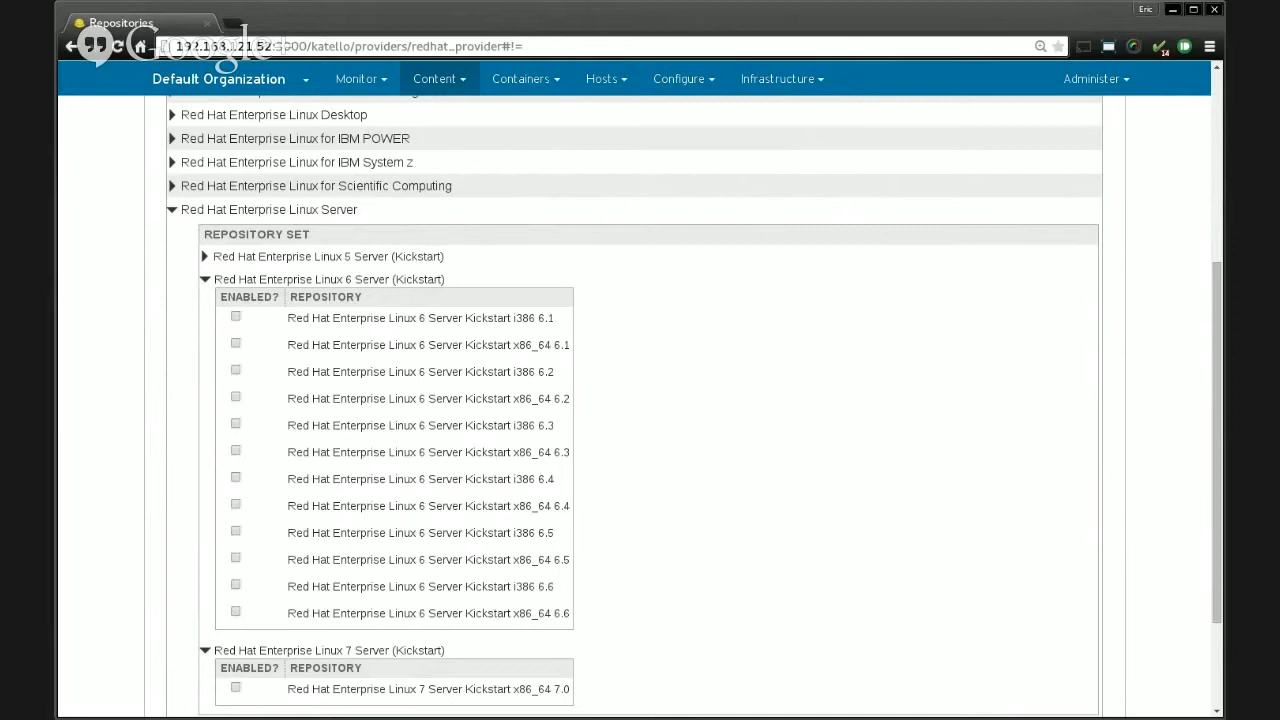 Eric
Repositories
Google+
192.168.121.52:3000/katello/providers/redhat_provider#!=
14
Default Organization Monitor Content Containers Hosts Configure Infrastructure Administer
Red Hat Enterprise Linux Desktop
Red Hat Enterprise Linux for IBM POWER
Red Hat Enterprise Linux for IBM System z
Red Hat Enterprise Linux for Scientific Computing
Red Hat Enterprise Linux Server
REPOSITORY SET
Red Hat Enterprise Linux 5 Server (Kickstart)
Red Hat Enterprise Linux 6 Server (Kickstart)
ENABLED? REPOSITORY
Red Hat Enterprise Linux 6 Server Kickstart i386 6.1
Red Hat Enterprise Linux 6 Server Kickstart x86_64 6.1
Red Hat Enterprise Linux 6 Server Kickstart i386 6.2
Red Hat Enterprise Linux 6 Server Kickstart x86_64 6.2
Red Hat Enterprise Linux 6 Server Kickstart i386 6.3
Red Hat Enterprise Linux 6 Server Kickstart x86_64 6.3
Red Hat Enterprise Linux 6 Server Kickstart i386 6.4
Red Hat Enterprise Linux 6 Server Kickstart x86_64 6.4
Red Hat Enterprise Linux 6 Server Kickstart i386 6.5
Red Hat Enterprise Linux 6 Server Kickstart x86_64 6.5
Red Hat Enterprise Linux 6 Server Kickstart i386 6.6
Red Hat Enterprise Linux 6 Server Kickstart x86_64 6.6
Red Hat Enterprise Linux 7 Server (Kickstart)
ENABLED? REPOSITORY
Red Hat Enterprise Linux 7 Server Kickstart x86_64 7.0